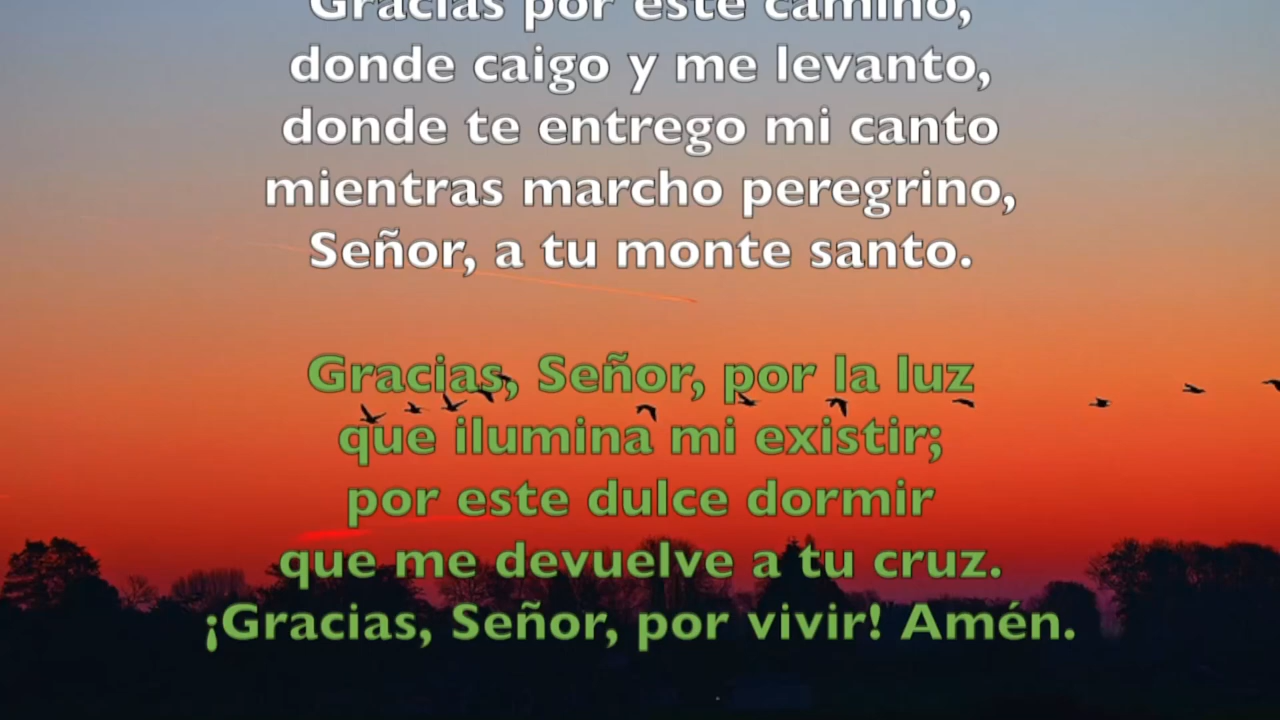 Gracias por este camino,
donde caigo y me levanto,
donde te entrego mi canto
mientras marcho peregrino,
Señor, a tu monte santo.
Gracias, Señor, por la luz
que ilumina mi existir;
por este dulce dormir
que me devuelve a tu cruz.
¡Gracias, Señor, por vivir! Amén.